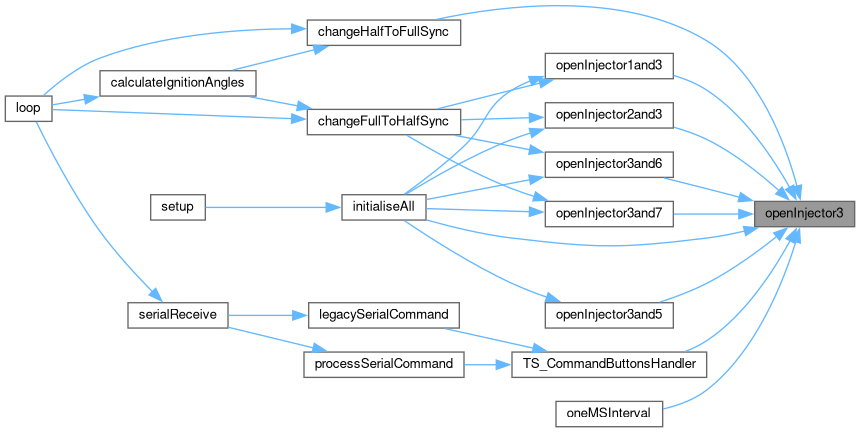 changeHalfToFullSync
openInjector1and3
calculateIgnitionAngles
loop
openInjector2and3
changeFullToHalfSync
openInjector3and6
setup
initialiseAll
openInjector3and7
openInjector3
serialReceive
legacySerialCommand
openInjector3and5
processSerialCommand
TS_CommandButtonsHandler
oneMSInterval